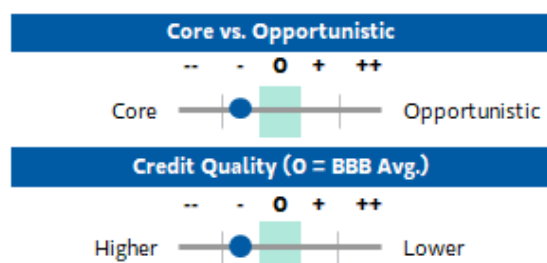 Core vs. Opportunistic
-- - 0 + ++
Core Opportunistic
Credit Quality (0 = BBB Avg.)
-- - 0 + ++
Higher Lower